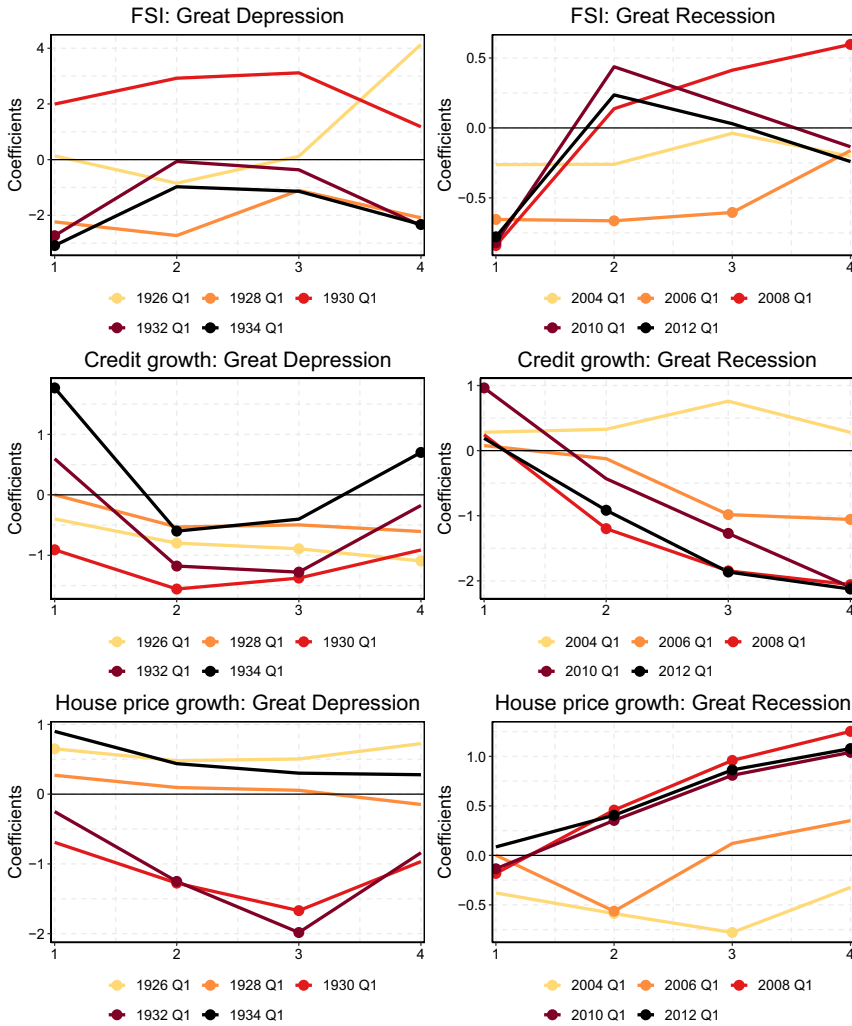 FSI: Great Depression
Coefficients
4
2
0
−2
1 2 3 4
1926 Q1 1928 Q1 1930 Q1
1932 Q1 1934 Q1
FSI: Great Recession
Coefficients
0.5
0.0
−0.5
1 2 3 4
2004 Q1 2006 Q1 2008 Q1
2010 Q1 2012 Q1
Credit growth: Great Depression
Coefficients
1
0
−1
1 2 3 4
1926 Q1 1928 Q1 1930 Q1
1932 Q1 1934 Q1
Credit growth: Great Recession
Coefficients
1
0
−1
−2
1 2 3 4
2004 Q1 2006 Q1 2008 Q1
2010 Q1 2012 Q1
House price growth: Great Depression
Coefficients
1
0
−1
−2
1 2 3 4
1926 Q1 1928 Q1 1930 Q1
1932 Q1 1934 Q1
House price growth: Great Recession
Coefficients
1.0
0.5
0.0
−0.5
1 2 3 4
2004 Q1 2006 Q1 2008 Q1
2010 Q1 2012 Q1